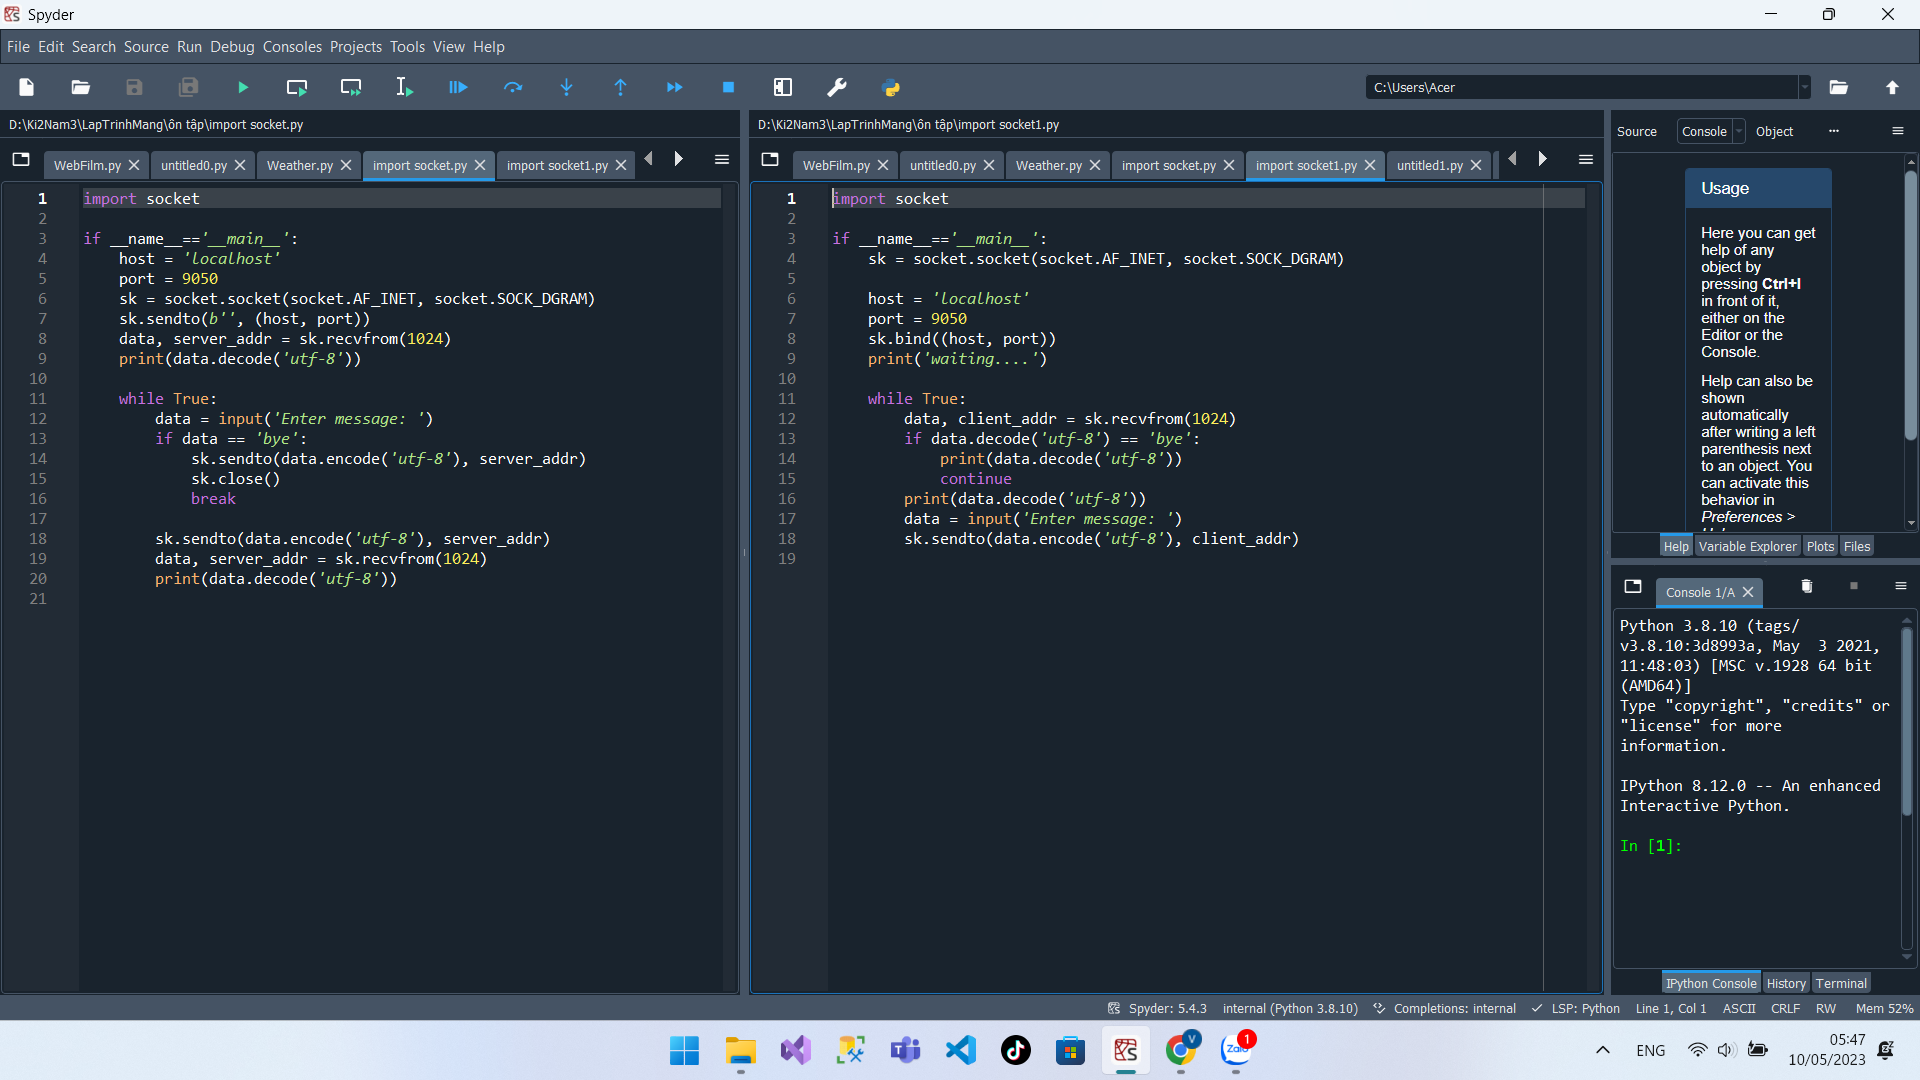 Spyder
File Edit Search Source Run Debug Consoles Projects Tools View Help
C:\Users\Acer
D:\Ki2Nam3\LapTrinhMang\ôn tập\import socket.py
WebFilm.py untitled0.py Weather.py import socket.py import socket1.py
1 import socket
2
3 if __name__=='__main__':
4     host = 'localhost'
5     port = 9050
6     sk = socket.socket(socket.AF_INET, socket.SOCK_DGRAM)
7     sk.sendto(b'', (host, port))
8     data, server_addr = sk.recvfrom(1024)
9     print(data.decode('utf-8'))
10
11     while True:
12         data = input('Enter message: ')
13         if data == 'bye':
14             sk.sendto(data.encode('utf-8'), server_addr)
15             sk.close()
16             break
17
18         sk.sendto(data.encode('utf-8'), server_addr)
19         data, server_addr = sk.recvfrom(1024)
20         print(data.decode('utf-8'))
21
D:\Ki2Nam3\LapTrinhMang\ôn tập\import socket1.py
WebFilm.py untitled0.py Weather.py import socket.py import socket1.py untitled1.py
1 import socket
2
3 if __name__=='__main__':
4     sk = socket.socket(socket.AF_INET, socket.SOCK_DGRAM)
5
6     host = 'localhost'
7     port = 9050
8     sk.bind((host, port))
9     print('waiting....')
10
11     while True:
12         data, client_addr = sk.recvfrom(1024)
13         if data.decode('utf-8') == 'bye':
14             print(data.decode('utf-8'))
15             continue
16         print(data.decode('utf-8'))
17         data = input('Enter message: ')
18         sk.sendto(data.encode('utf-8'), client_addr)
19
Source Console Object
Usage
Here you can get
help of any
object by
pressing Ctrl+I
in front of it,
either on the
Editor or the
Console.
Help can also be
shown
automatically
after writing a left
parenthesis next
to an object. You
can activate this
behavior in
Preferences >
Help Variable Explorer Plots Files
Console 1/A
Python 3.8.10 (tags/
v3.8.10:3d8993a, May  3 2021,
11:48:03) [MSC v.1928 64 bit
(AMD64)]
Type "copyright", "credits" or
"license" for more
information.
IPython 8.12.0 -- An enhanced
Interactive Python.
In [1]:
IPython Console History Terminal
Spyder: 5.4.3 internal (Python 3.8.10) Completions: internal LSP: Python Line 1, Col 1 ASCII CRLF RW Mem 52%
V
Zalo 1
ENG
05:47
10/05/2023